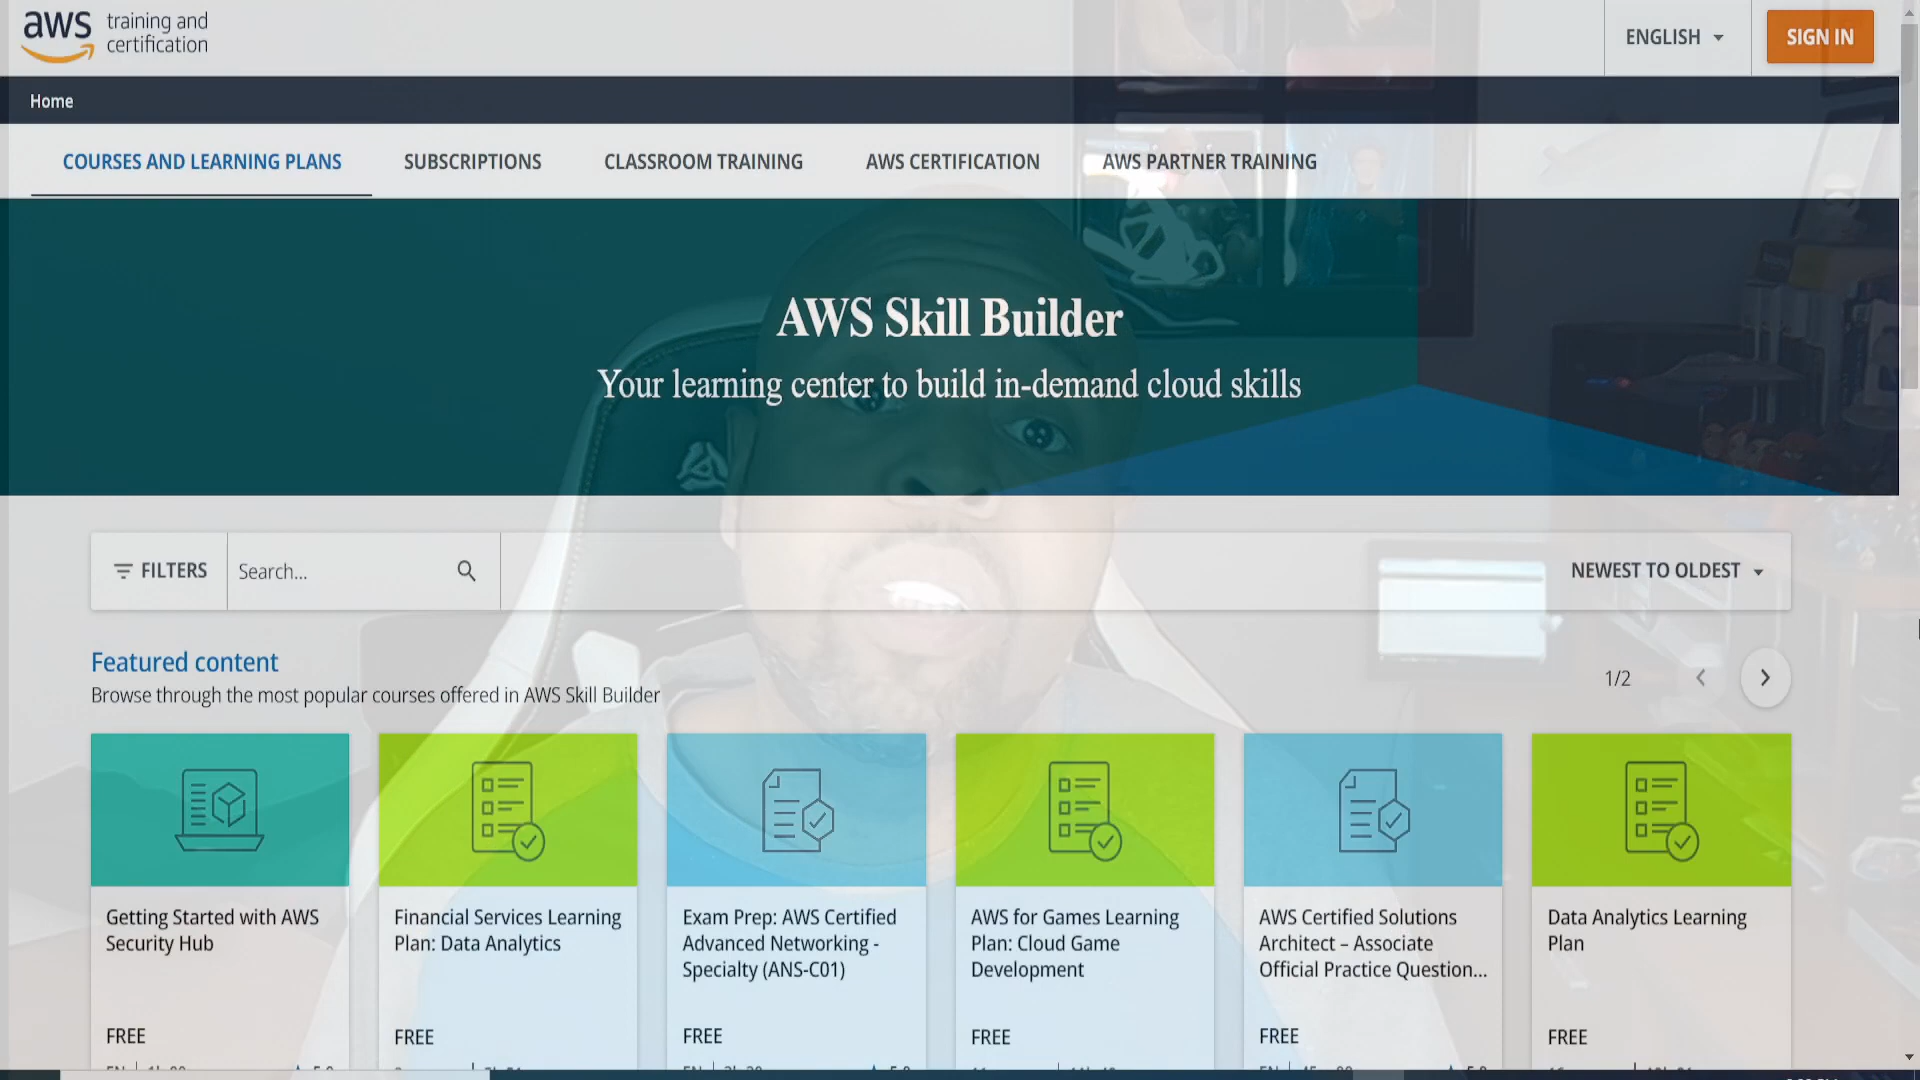 aws training and
certification
ENGLISH
SIGN IN
Home
COURSES AND LEARNING PLANS
SUBSCRIPTIONS
CLASSROOM TRAINING
AWS CERTIFICATION
AWS PARTNER TRAINING
AWS Skill Builder
Your learning center to build in-demand cloud skills
FILTERS
Search...
NEWEST TO OLDEST
Featured content
Browse through the most popular courses offered in AWS Skill Builder
1/2
Getting Started with AWS
Security Hub
FREE
Financial Services Learning
Plan: Data Analytics
FREE
Exam Prep: AWS Certified
Advanced Networking -
Specialty (ANS-C01)
FREE
AWS for Games Learning
Plan: Cloud Game
Development
FREE
AWS Certified Solutions
Architect – Associate
Official Practice Question...
FREE
Data Analytics Learning
Plan
FREE